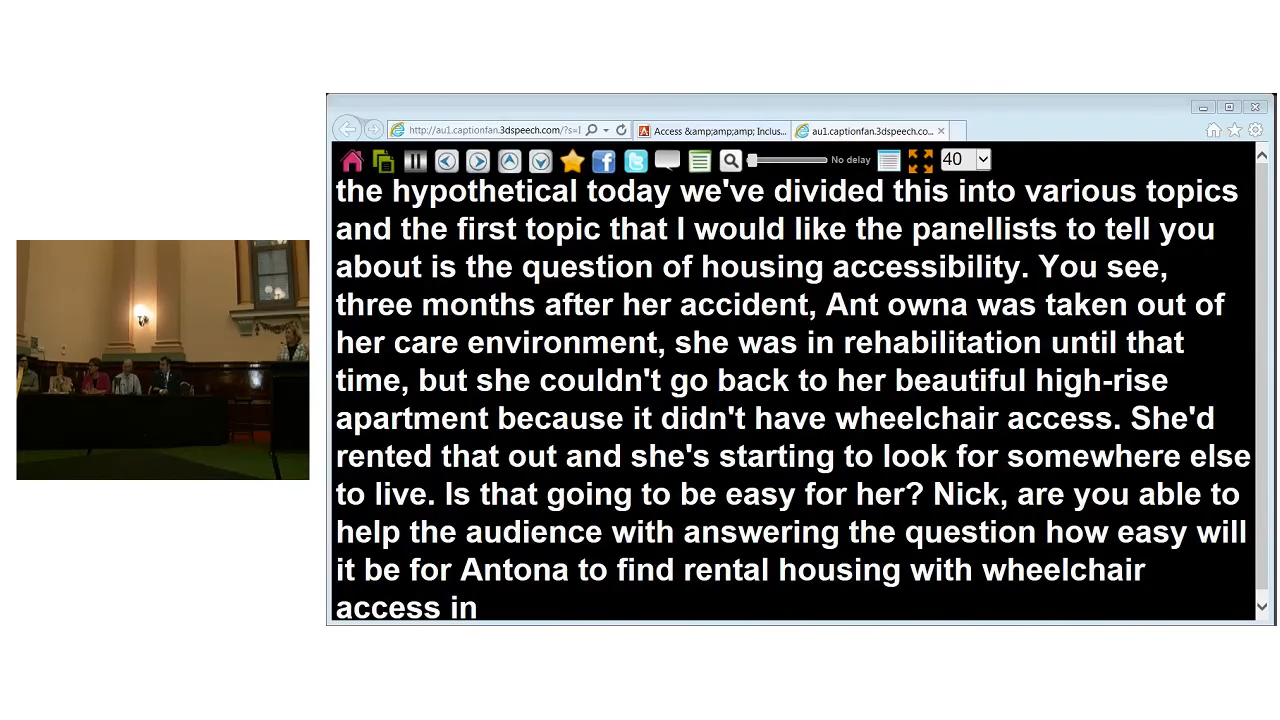 http://au1.captionfan.3dspeech.com/?s=
Access &amp;amp;amp; Inclus...
au1.captionfan.3dspeech.co...
No delay
40
the hypothetical today we've divided this into various topics
and the first topic that I would like the panellists to tell you
about is the question of housing accessibility. You see,
three months after her accident, Ant owna was taken out of
her care environment, she was in rehabilitation until that
time, but she couldn't go back to her beautiful high-rise
apartment because it didn't have wheelchair access. She'd
rented that out and she's starting to look for somewhere else
to live. Is that going to be easy for her? Nick, are you able to
help the audience with answering the question how easy will
it be for Antona to find rental housing with wheelchair
access in